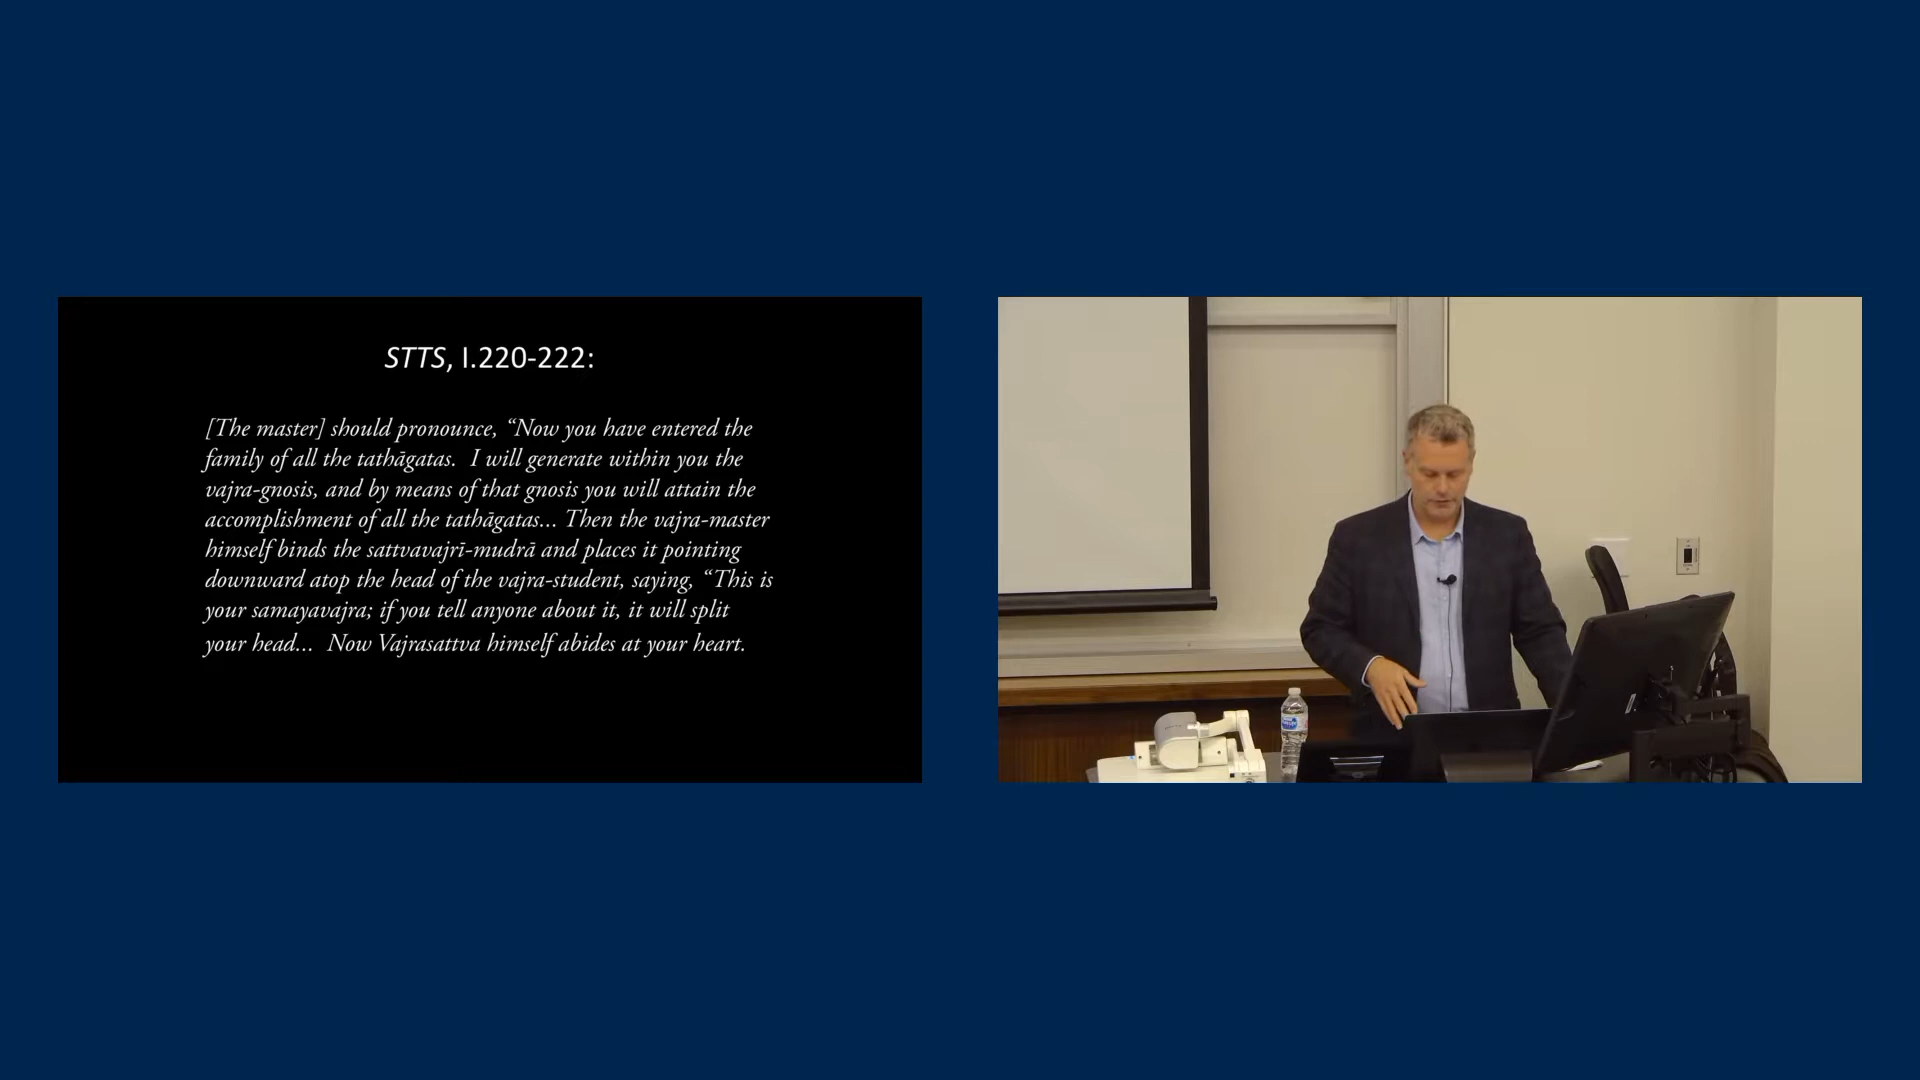 STTS, I.220-222:
[The master] should pronounce, “Now you have entered the
family of all the tathāgatas.  I will generate within you the
vajra-gnosis, and by means of that gnosis you will attain the
accomplishment of all the tathāgatas... Then the vajra-master
himself binds the sattvavajrī-mudrā and places it pointing
downward atop the head of the vajra-student, saying, “This is
your samayavajra; if you tell anyone about it, it will split
your head...  Now Vajrasattva himself abides at your heart.